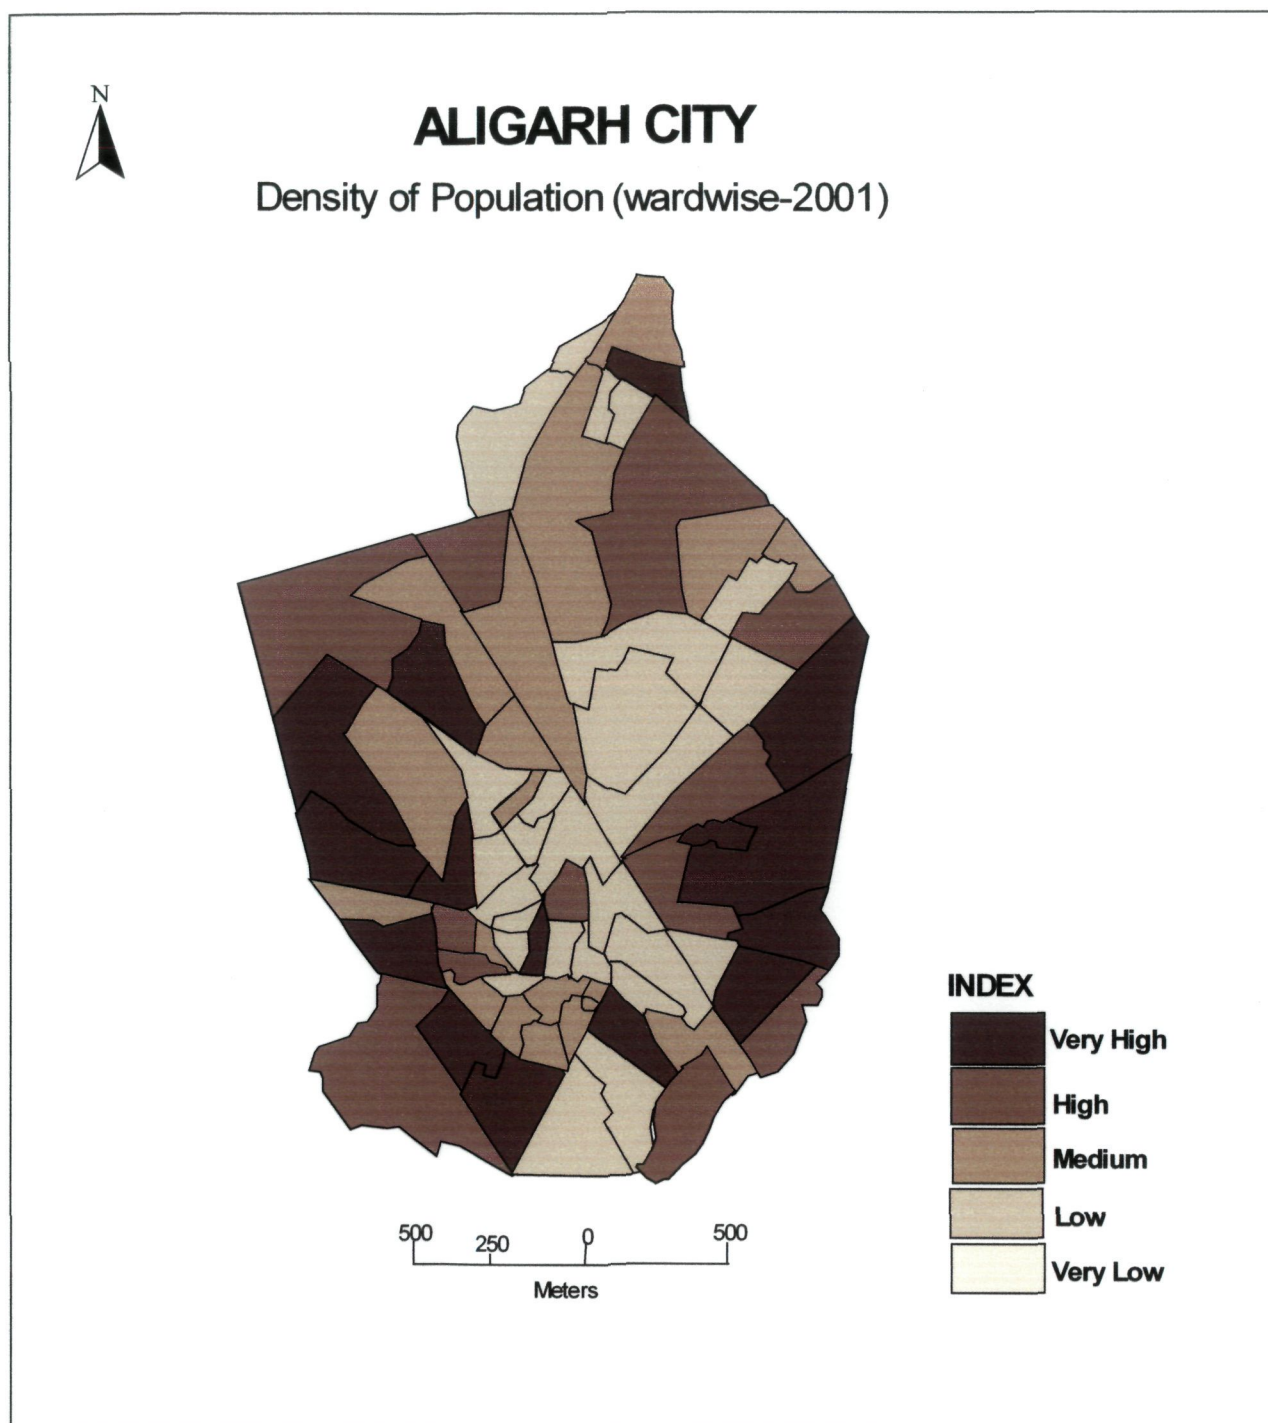 N
ALIGARH CITY
Density of Population (wardwise-2001)
INDEX
Very High
High
Medium
Low
Very Low
500 250 0 500
Meters